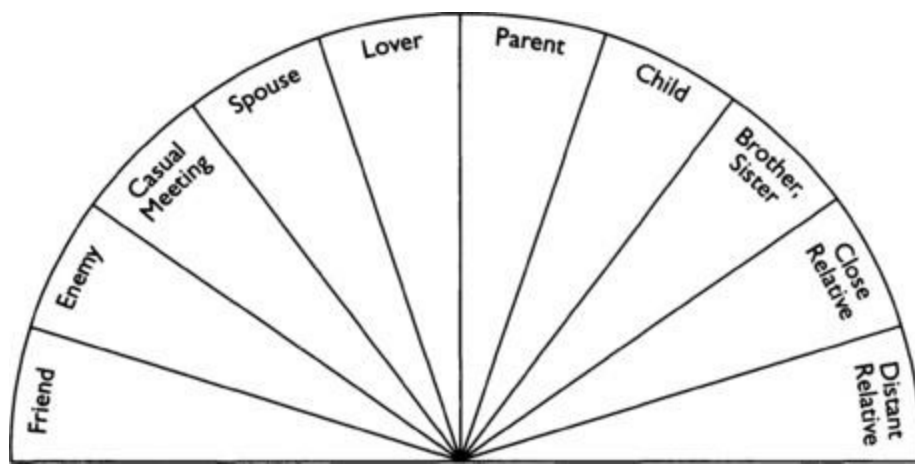 Friend
Enemy
Casual
Meeting
Spouse
Lover
Parent
Child
Brother,
Sister
Close
Relative
Distant
Relative